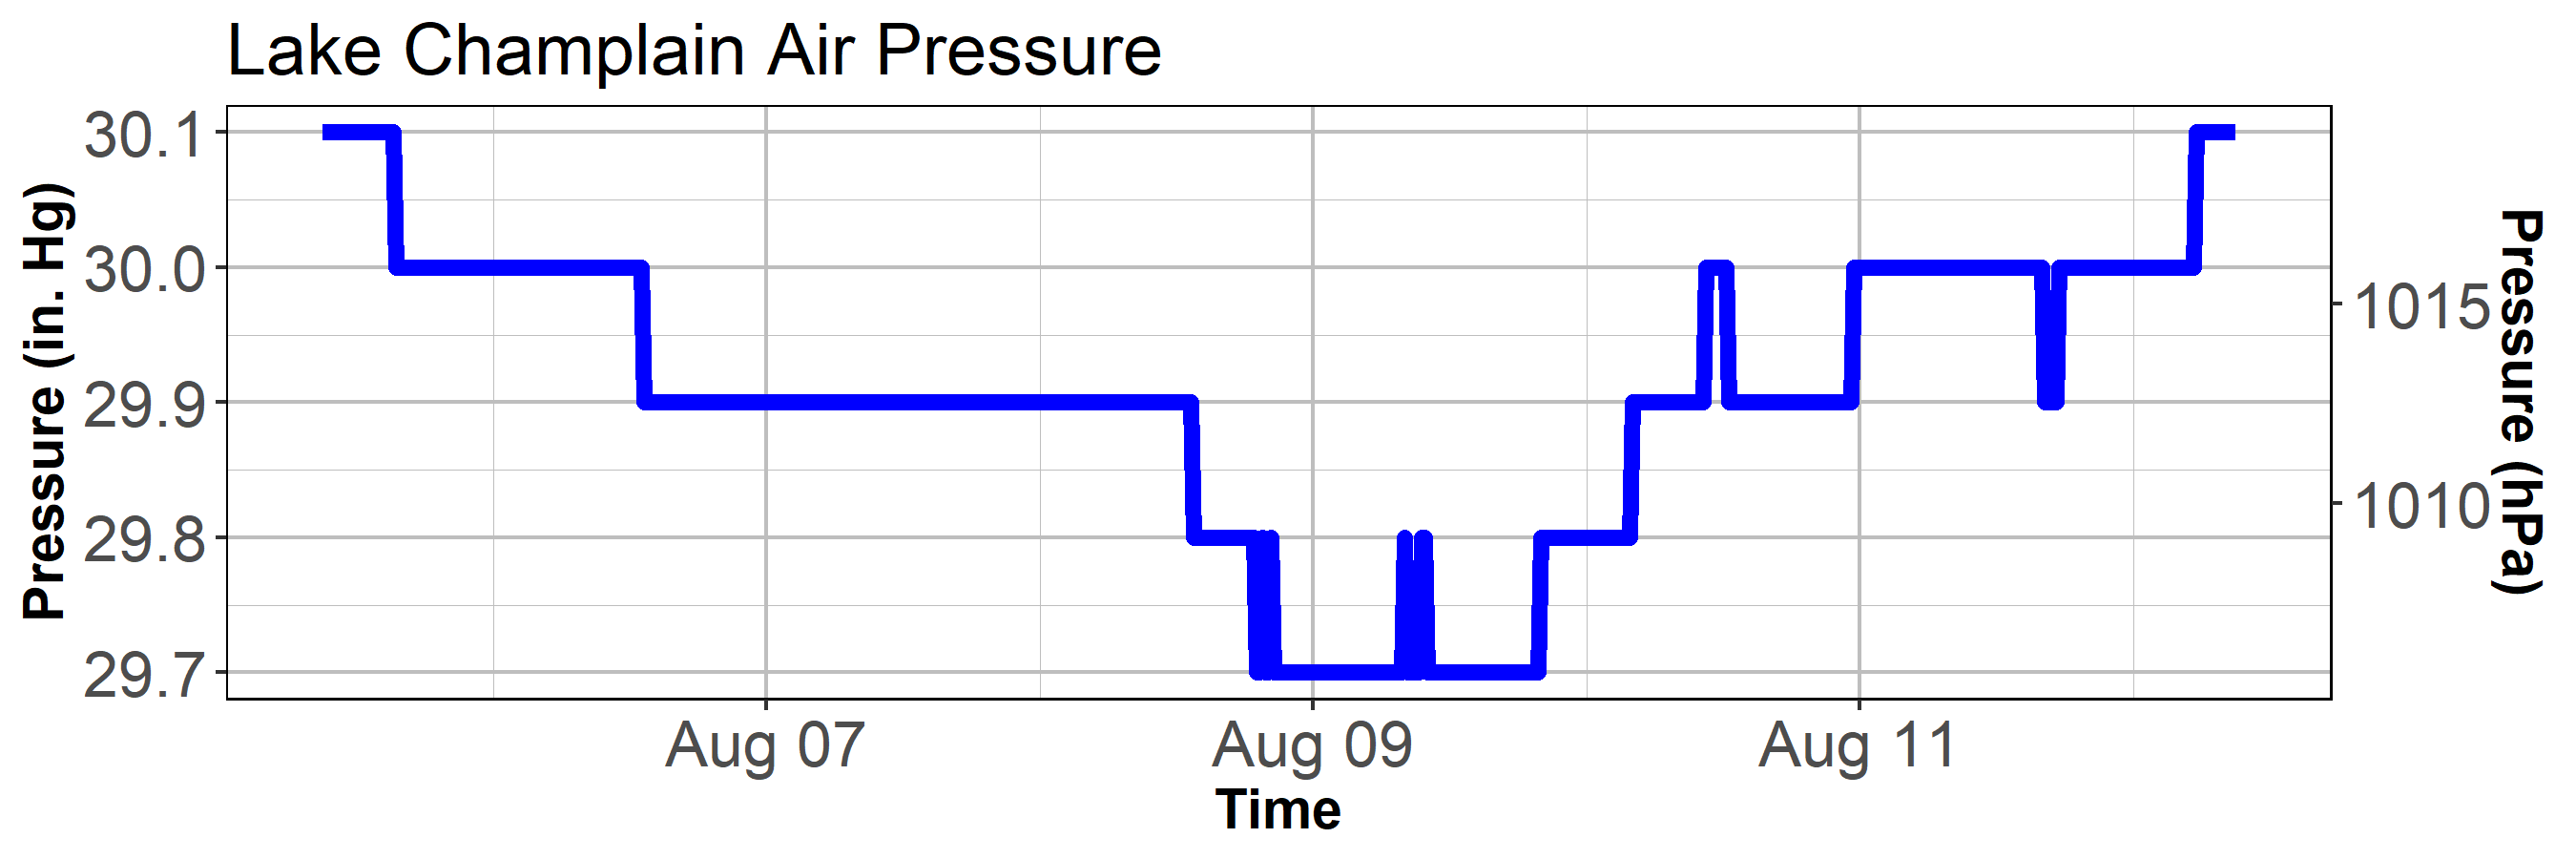 Lake Champlain Air Pressure
Pressure (in. Hg)
30.1
30.0
29.9
29.8
29.7
1015
1010
Pressure (hPa)
Aug 07
Aug 09
Aug 11
Time